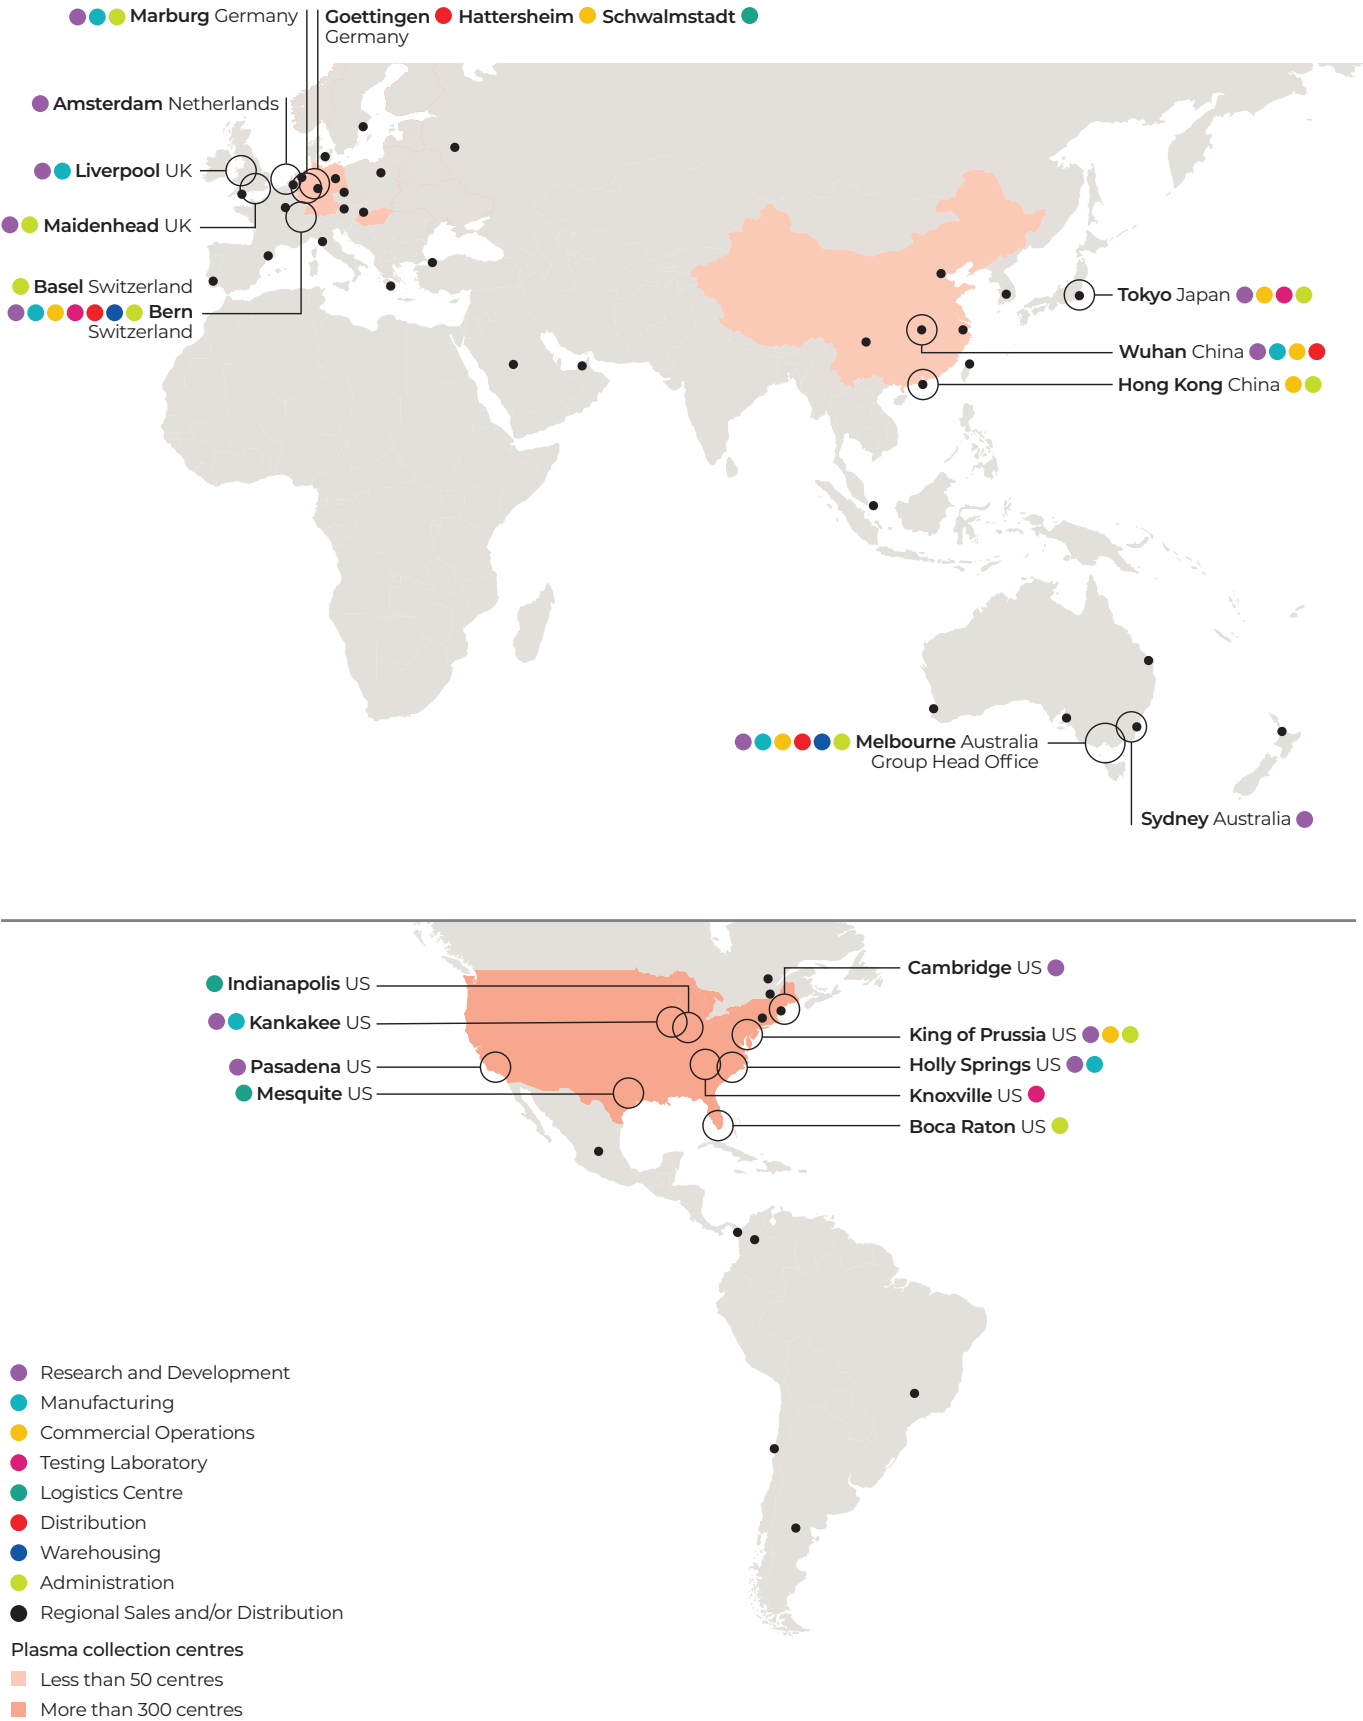 Marburg Germany
Goettingen Hattersheim Schwalmstadt
Germany
Amsterdam Netherlands
Liverpool UK
Maidenhead UK
Basel Switzerland
Bern
Switzerland
Tokyo Japan
Wuhan China
Hong Kong China
Melbourne Australia
Group Head Office
Sydney Australia
Indianapolis US
Kankakee US
Pasadena US
Mesquite US
Cambridge US
King of Prussia US
Holly Springs US
Knoxville US
Boca Raton US
Research and Development
Manufacturing
Commercial Operations
Testing Laboratory
Logistics Centre
Distribution
Warehousing
Administration
Regional Sales and/or Distribution
Plasma collection centres
Less than 50 centres
More than 300 centres